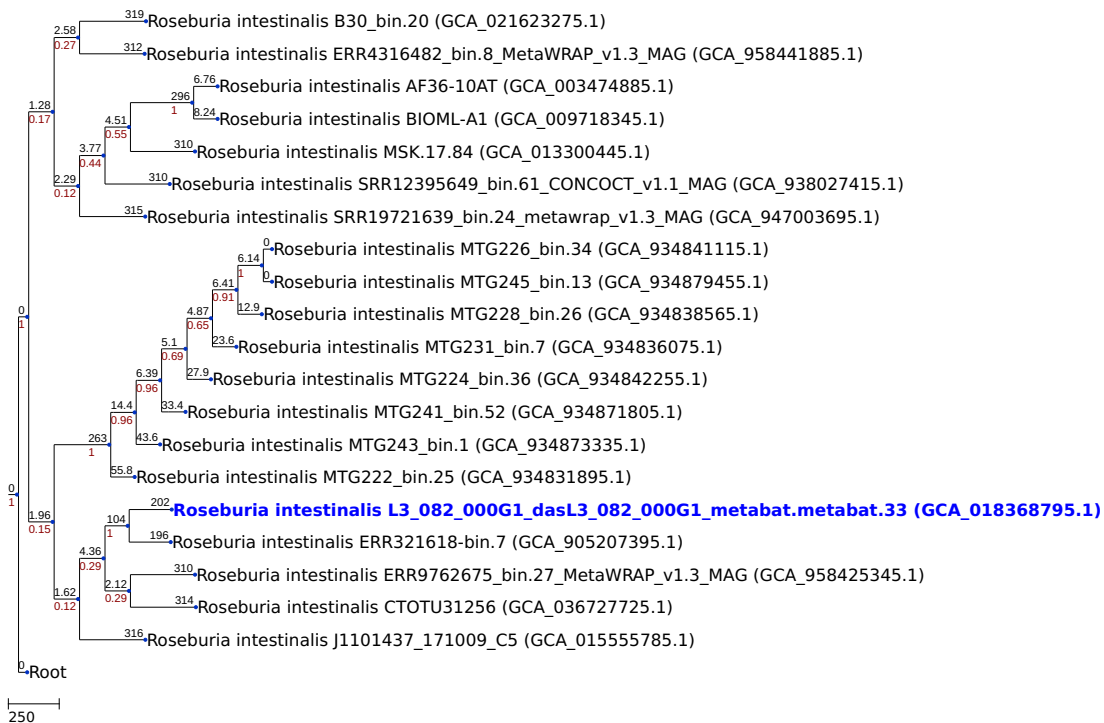 319 Roseburia intestinalis B30_bin.20 (GCA_021623275.1)
2.58
0.27
312 Roseburia intestinalis ERR4316482_bin.8_MetaWRAP_v1.3_MAG (GCA_958441885.1)
6.76 Roseburia intestinalis AF36-10AT (GCA_003474885.1)
296
1
1.28
0.17
8.24 Roseburia intestinalis BIOML-A1 (GCA_009718345.1)
4.51
0.55
310 Roseburia intestinalis MSK.17.84 (GCA_013300445.1)
3.77
0.44
310 Roseburia intestinalis SRR12395649_bin.61_CONCOCT_v1.1_MAG (GCA_938027415.1)
2.29
0.12
315 Roseburia intestinalis SRR19721639_bin.24_metawrap_v1.3_MAG (GCA_947003695.1)
0 Roseburia intestinalis MTG226_bin.34 (GCA_934841115.1)
6.14
1
0 Roseburia intestinalis MTG245_bin.13 (GCA_934879455.1)
6.41
0.91
12.9 Roseburia intestinalis MTG228_bin.26 (GCA_934838565.1)
0
1
4.87
0.65
23.6 Roseburia intestinalis MTG231_bin.7 (GCA_934836075.1)
5.1
0.69
27.9 Roseburia intestinalis MTG224_bin.36 (GCA_934842255.1)
6.39
0.96
33.4 Roseburia intestinalis MTG241_bin.52 (GCA_934871805.1)
14.4
0.96
43.6 Roseburia intestinalis MTG243_bin.1 (GCA_934873335.1)
263
1
55.8 Roseburia intestinalis MTG222_bin.25 (GCA_934831895.1)
0
1
202 Roseburia intestinalis L3_082_000G1_dasL3_082_000G1_metabat.metabat.33 (GCA_018368795.1)
1.96
0.15
104
1
196 Roseburia intestinalis ERR321618-bin.7 (GCA_905207395.1)
4.36
0.29
310 Roseburia intestinalis ERR9762675_bin.27_MetaWRAP_v1.3_MAG (GCA_958425345.1)
2.12
0.29
1.62
0.12
314 Roseburia intestinalis CTOTU31256 (GCA_036727725.1)
316 Roseburia intestinalis J1101437_171009_C5 (GCA_015555785.1)
0 Root
250